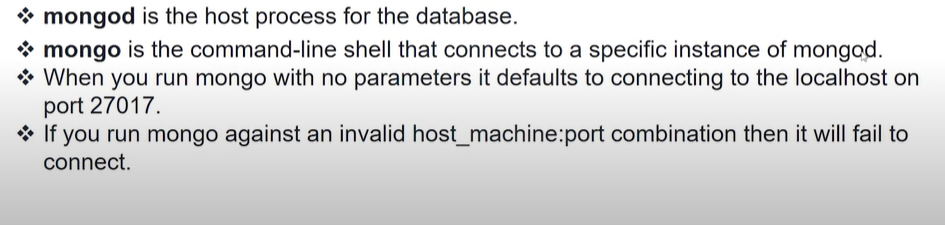 ❖ mongod is the host process for the database.
❖ mongo is the command-line shell that connects to a specific instance of mongod.
❖ When you run mongo with no parameters it defaults to connecting to the localhost on
port 27017.
❖ If you run mongo against an invalid host_machine:port combination then it will fail to
connect.